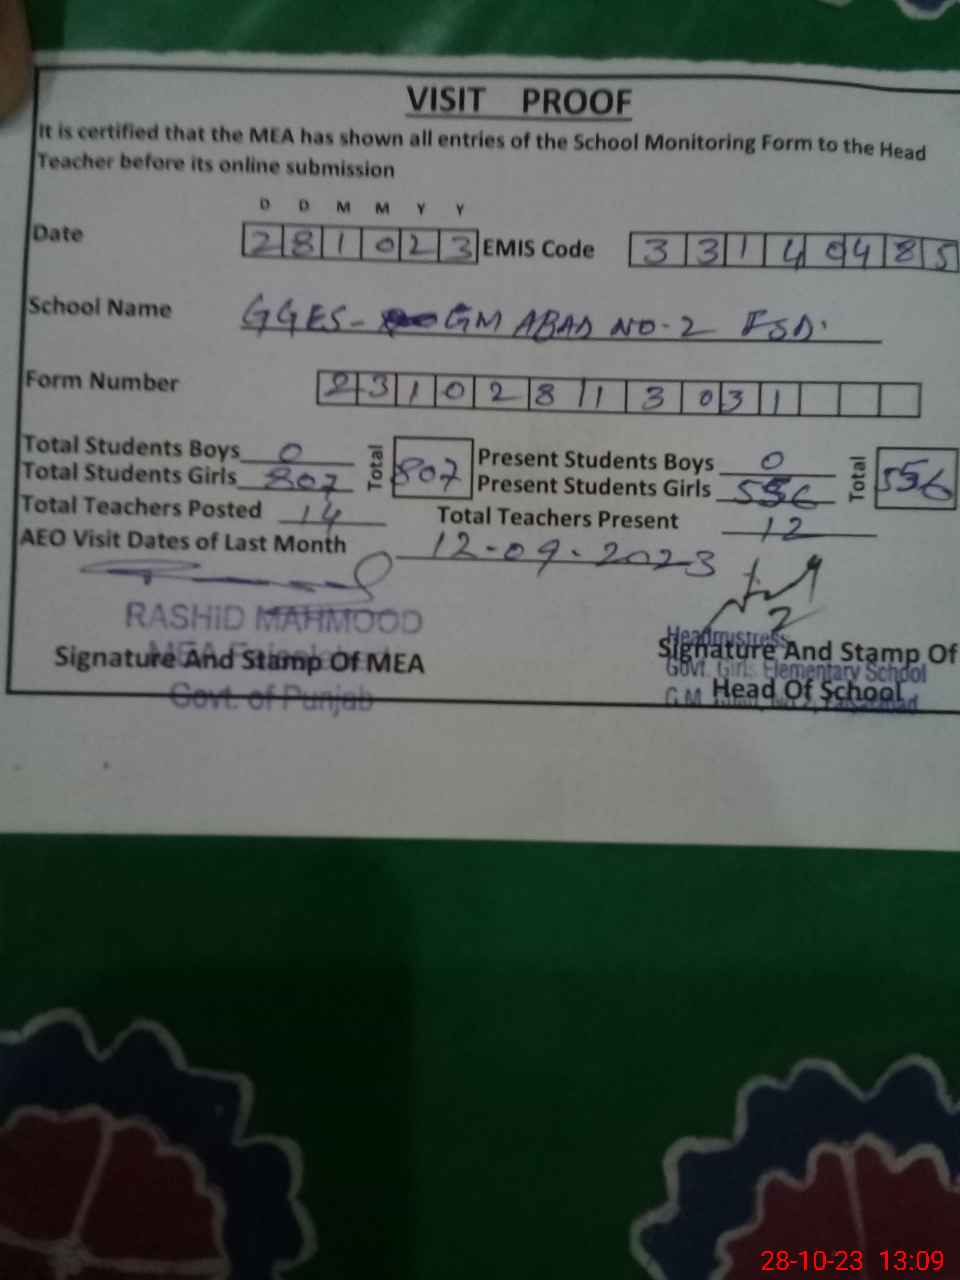 VISIT PROOF
It is certified that the MEA has shown all entries of the School Monitoring Form to the Head
Teacher before its online submission
D D M M Y Y
Date 2 8 1 0 2 3 EMIS Code 3 3 1 4 0 4 8 5
School Name GGES- GM ABAD NO-2 FSD.
Form Number 2 3 1 0 2 8 1 3 0 3 1
Total Students Boys 0 Total 807 Present Students Boys 0 Total 556
Total Students Girls 807 Present Students Girls 556
Total Teachers Posted 14 Total Teachers Present 12
AEO Visit Dates of Last Month 12-09-2023
RASHID MAHMOOD
Headmistress
Signature And Stamp Of MEA Signature And Stamp Of
Govt. Girls Elementary School
Head Of School
Govt. of Punjab
G.M.
28-10-23 13:09